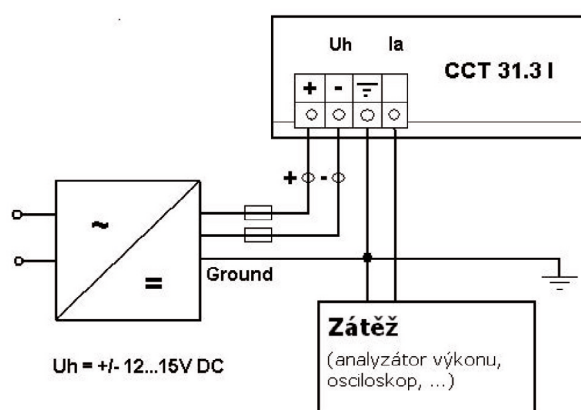 Uh Ia
CCT 31.3 I
+ -
+ -
~
=
Ground
Uh = +/- 12...15V DC
Zátěž
(analyzátor výkonu,
osciloskop, ...)